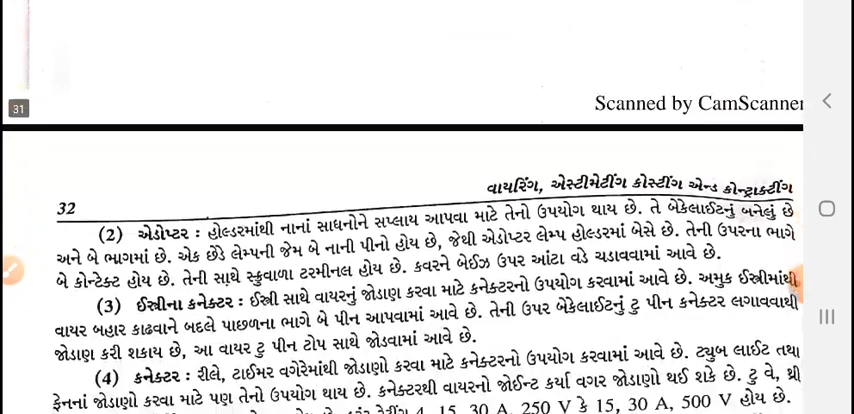 31
Scanned by CamScanner
32
વાયરિંગ, એસ્ટીમેટીંગ કોસ્ટીંગ એન્ડ કોન્ટ્રાક્ટીંગ
(2) એડોપ્ટર : હોલ્ડરમાંથી નાનાં સાધનોને સપ્લાય આપવા માટે તેનો ઉપયોગ થાય છે. તે બેકેલાઈટનું બનેલું છે
અને બે ભાગમાં છે. એક છેડે લેમ્પની જેમ બે નાની પીનો હોય છે, જેથી એડોપ્ટર લેમ્પ હોલ્ડરમાં બેસે છે. તેની ઉપરના ભાગે
બે કોન્ટેક્ટ હોય છે. તેની સાથે સ્ક્રુવાળા ટરમીનલ હોય છે. કવરને બેઈઝ ઉપર આંટા વડે ચડાવવામાં આવે છે.
(3) ઈસ્ત્રીના કનેક્ટર : ઈસ્ત્રી સાથે વાયરનું જોડાણ કરવા માટે કનેક્ટરનો ઉપયોગ કરવામાં આવે છે. અમુક ઈસ્ત્રીમાંથી
વાયર બહાર કાઢવાને બદલે પાછળના ભાગે બે પીન આપવામાં આવે છે. તેની ઉપર બેકેલાઈટનું ટુ પીન કનેક્ટર લગાવવાથી
જોડાણ કરી શકાય છે, આ વાયર ટુ પીન ટોપ સાથે જોડવામાં આવે છે.
(4) કનેક્ટર : રીલે, ટાઈમર વગેરેમાંથી જોડાણો કરવા માટે કનેક્ટરનો ઉપયોગ કરવામાં આવે છે. ટ્યુબ લાઈટ તથા
ફેનનાં જોડાણો કરવા માટે પણ તેનો ઉપયોગ થાય છે. કનેક્ટરથી વાયરનો જોઈન્ટ કર્યા વગર જોડાણો થઈ શકે છે. ટુ વે, થ્રી
15, 30 A, 250 V કે 15, 30 A, 500 V હોય છે.